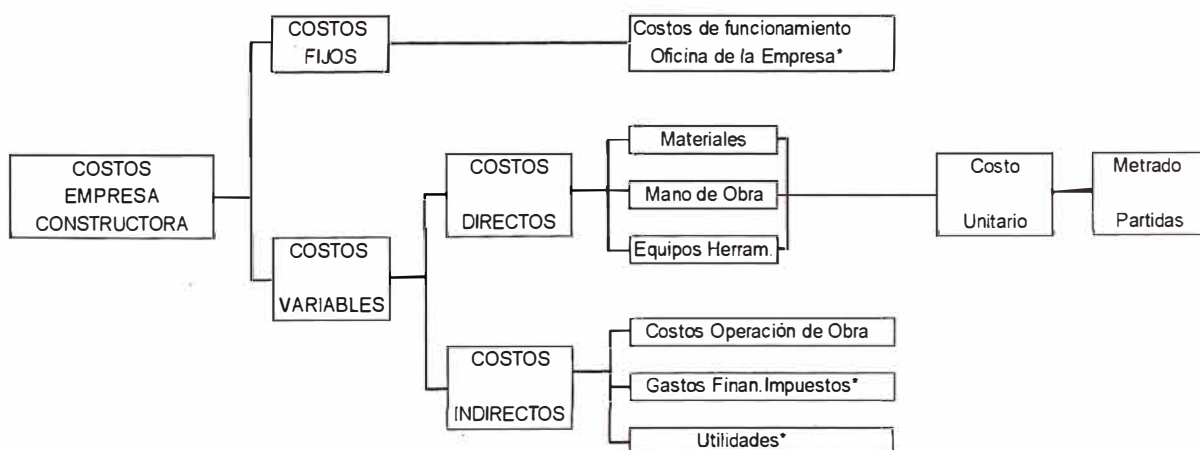 COSTOS
FIJOS
Costos de funcionamiento
Oficina de la Empresa*
COSTOS
EMPRESA
CONSTRUCTORA
COSTOS
VARIABLES
COSTOS
DIRECTOS
Materiales
Mano de Obra
Equipos Herram.
Costo
Unitario
Metrado
Partidas
COSTOS
INDIRECTOS
Costos Operación de Obra
Gastos Finan.Impuestos*
Utilidades*